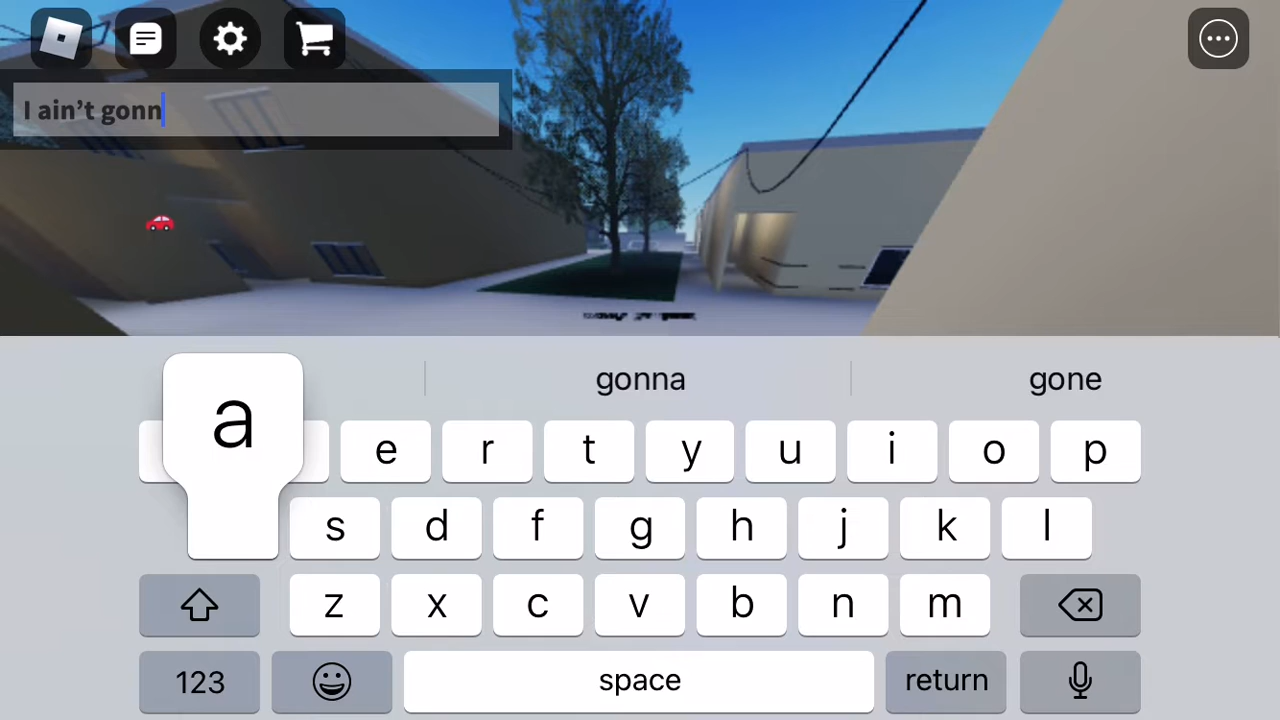 I ain’t gonn
gonna
gone
a
e r t y u i o p
s d f g h j k l
z x c v b n m
123
space
return